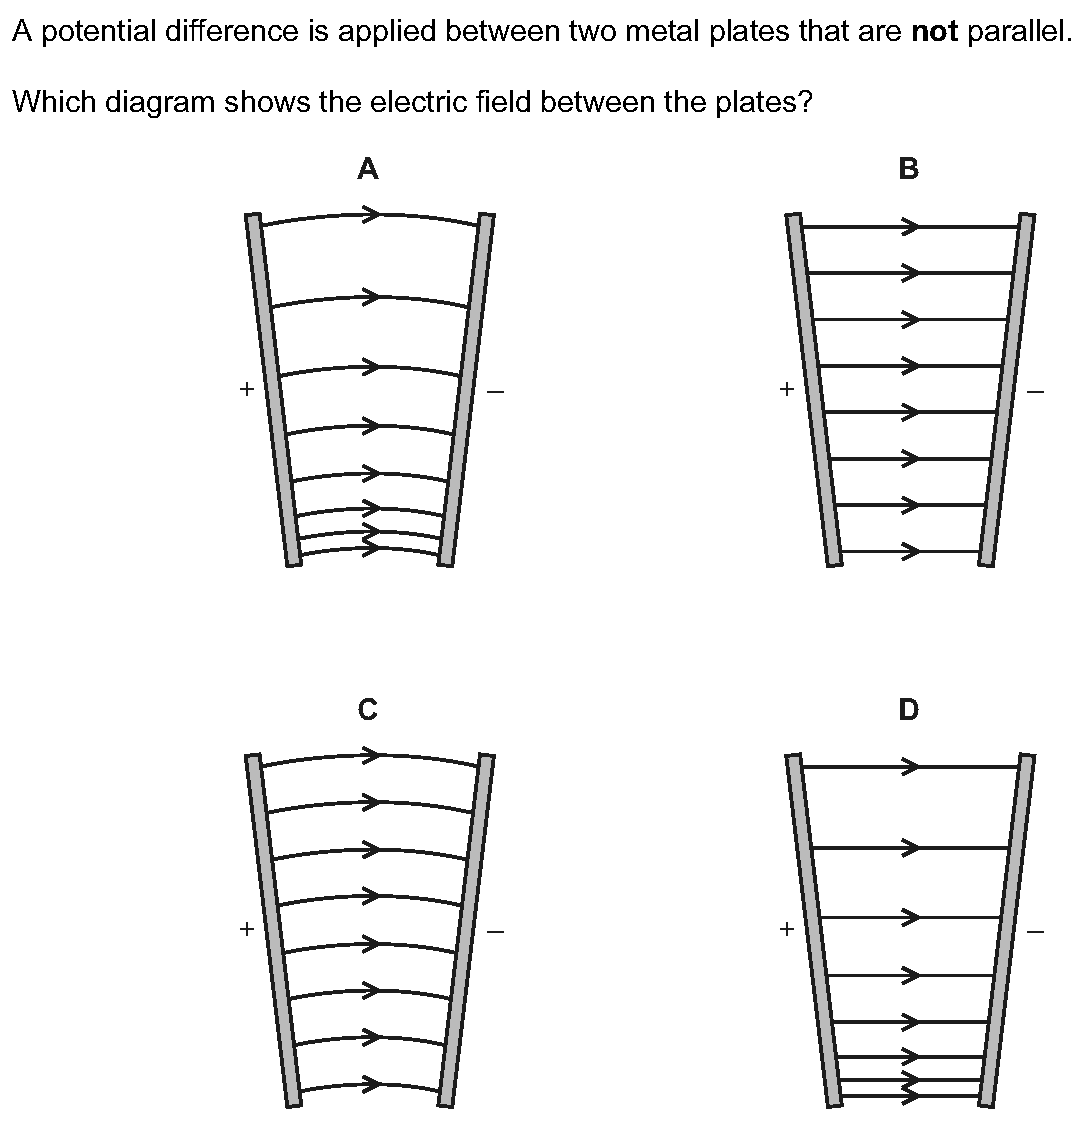 A potential difference is applied between two metal plates that are not parallel.
Which diagram shows the electric field between the plates?
A B
+ – + –
C D
+ – + –